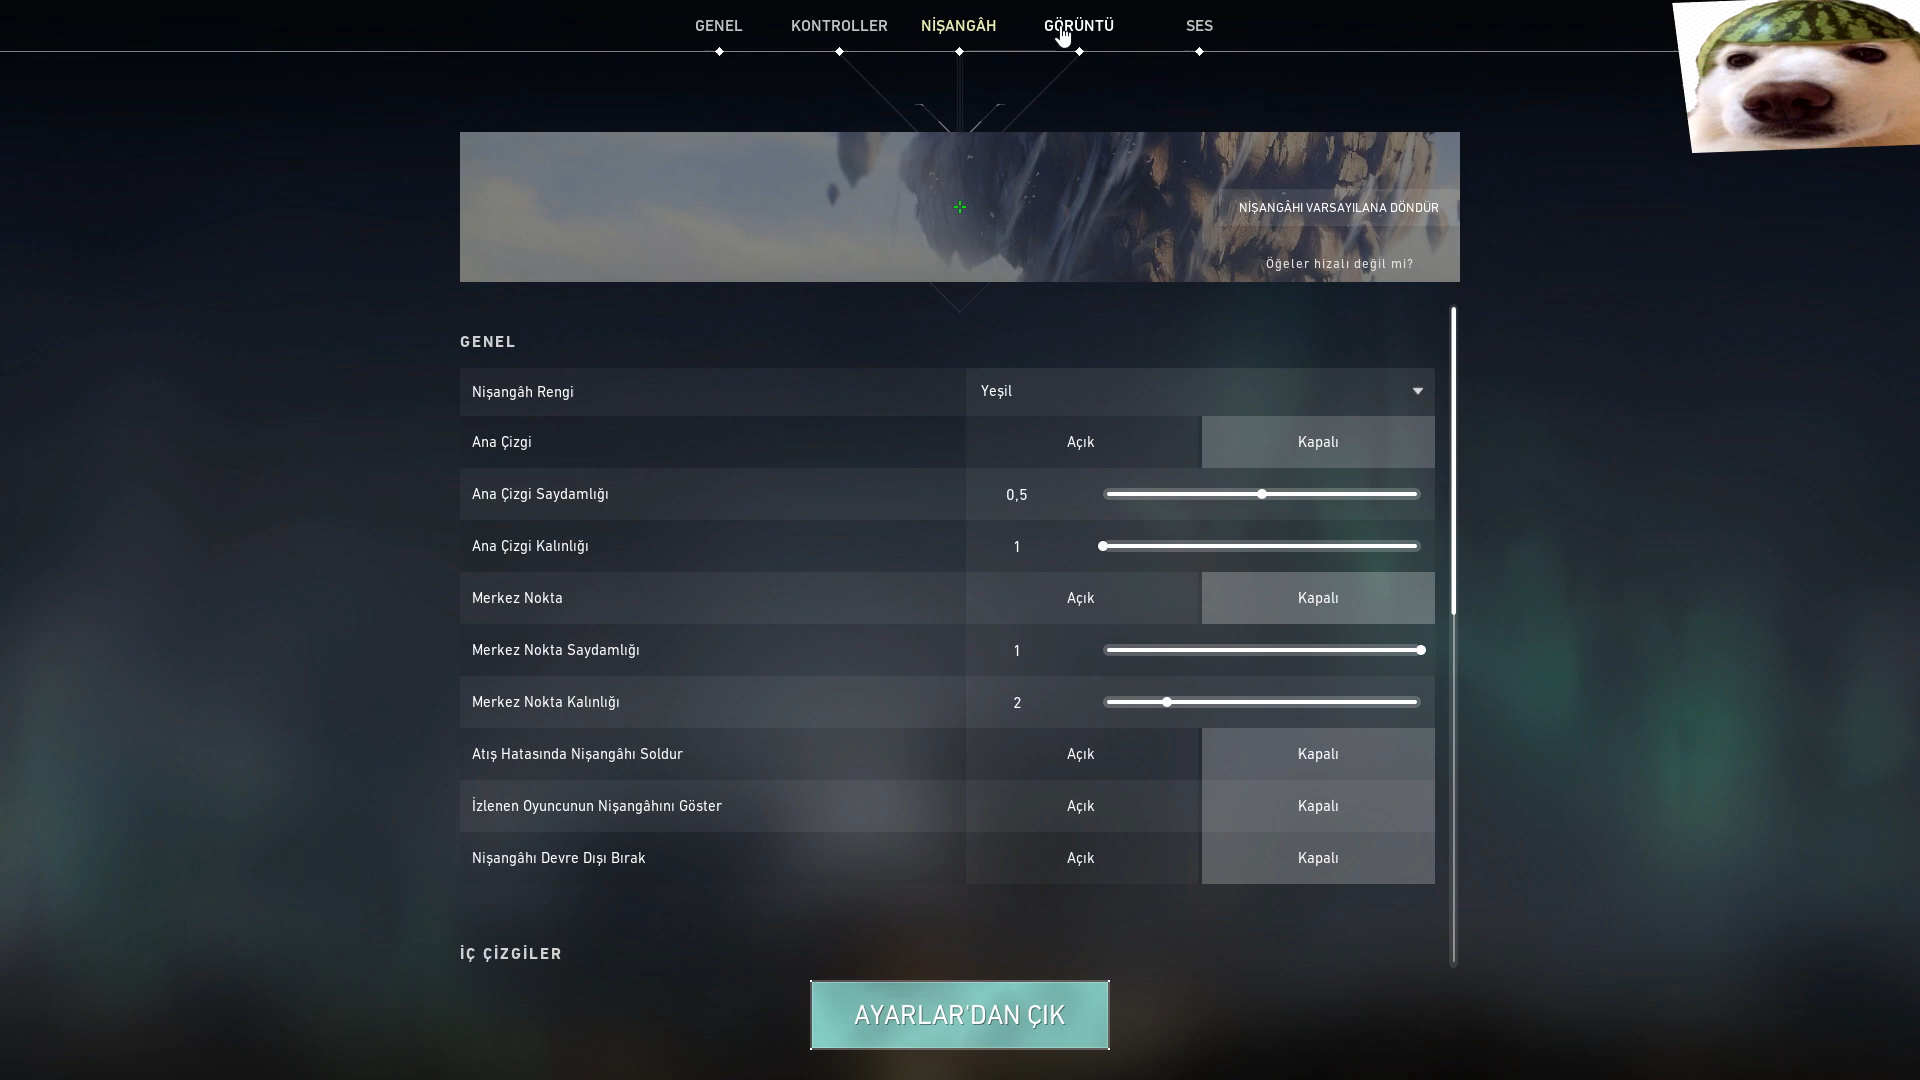 GENEL
KONTROLLER
NİŞANGÂH
GÖRÜNTÜ
SES
NİŞANGÂHI VARSAYILANA DÖNDÜR
Öğeler hizalı değil mi?
GENEL
Nişangâh Rengi
Yeşil
Ana Çizgi
Açık
Kapalı
Ana Çizgi Saydamlığı
0,5
Ana Çizgi Kalınlığı
1
Merkez Nokta
Açık
Kapalı
Merkez Nokta Saydamlığı
1
Merkez Nokta Kalınlığı
2
Atış Hatasında Nişangâhı Soldur
Açık
Kapalı
İzlenen Oyuncunun Nişangâhını Göster
Açık
Kapalı
Nişangâhı Devre Dışı Bırak
Açık
Kapalı
İÇ ÇİZGİLER
AYARLAR'DAN ÇIK